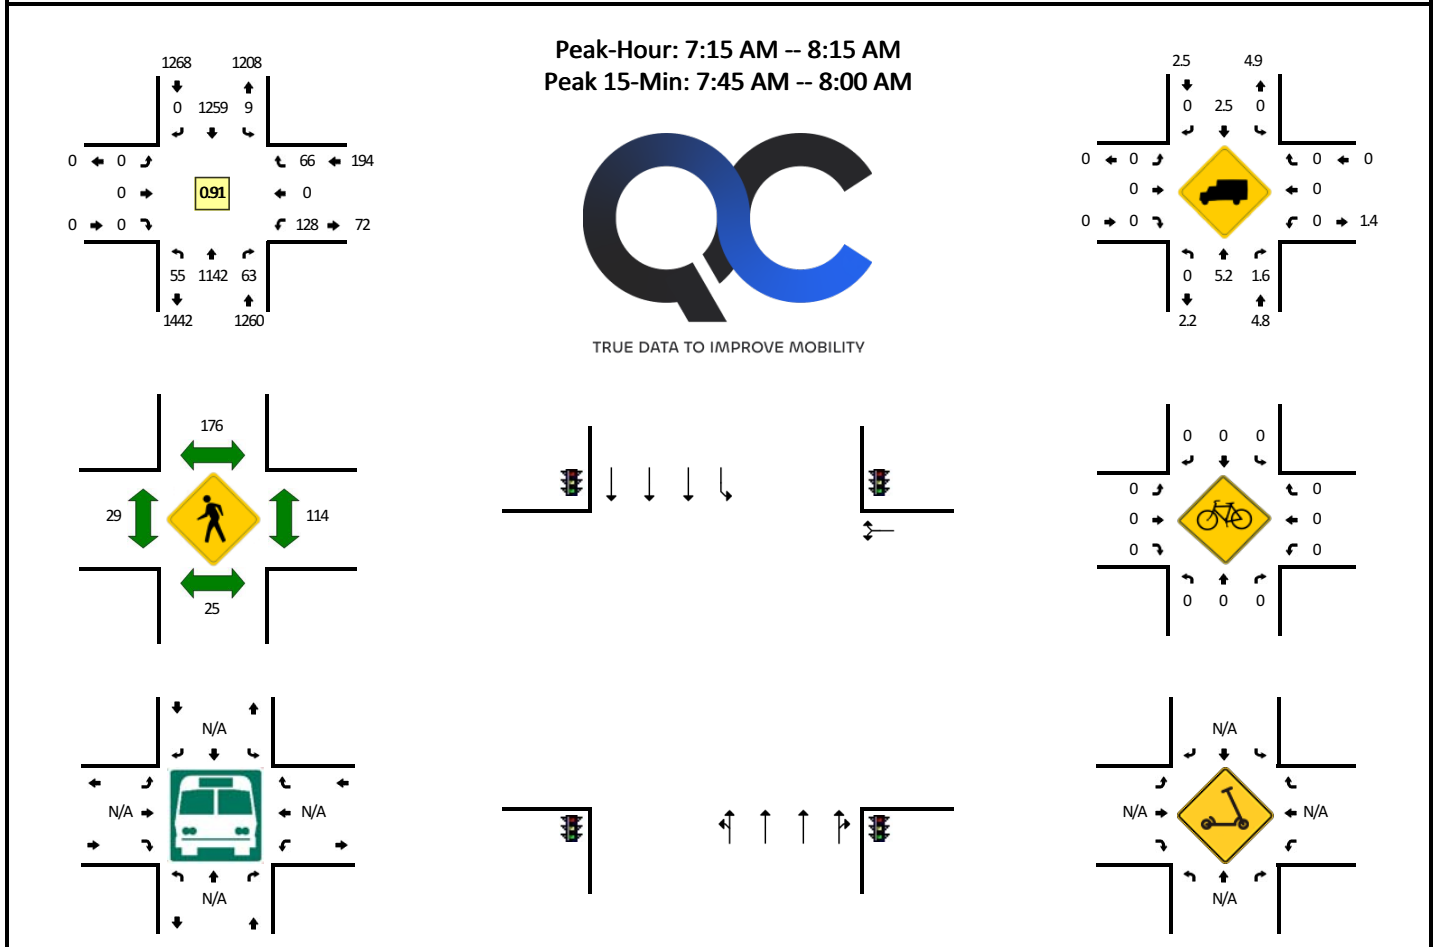 Peak-Hour: 7:15 AM -- 8:15 AM
Peak 15-Min: 7:45 AM -- 8:00 AM
1268 1208
0 1259 9
0 0 66 194
0 0.91 0
0 0 128 72
55 1142 63
1442 1260
QC
TRUE DATA TO IMPROVE MOBILITY
2.5 4.9
0 2.5 0
0 0 0 0
0 0
0 0 0 1.4
0 5.2 1.6
2.2 4.8
176
29 114
25
0 0 0
0 0
0 0
0 0
0 0 0
N/A
N/A N/A
N/A
N/A
N/A N/A
N/A